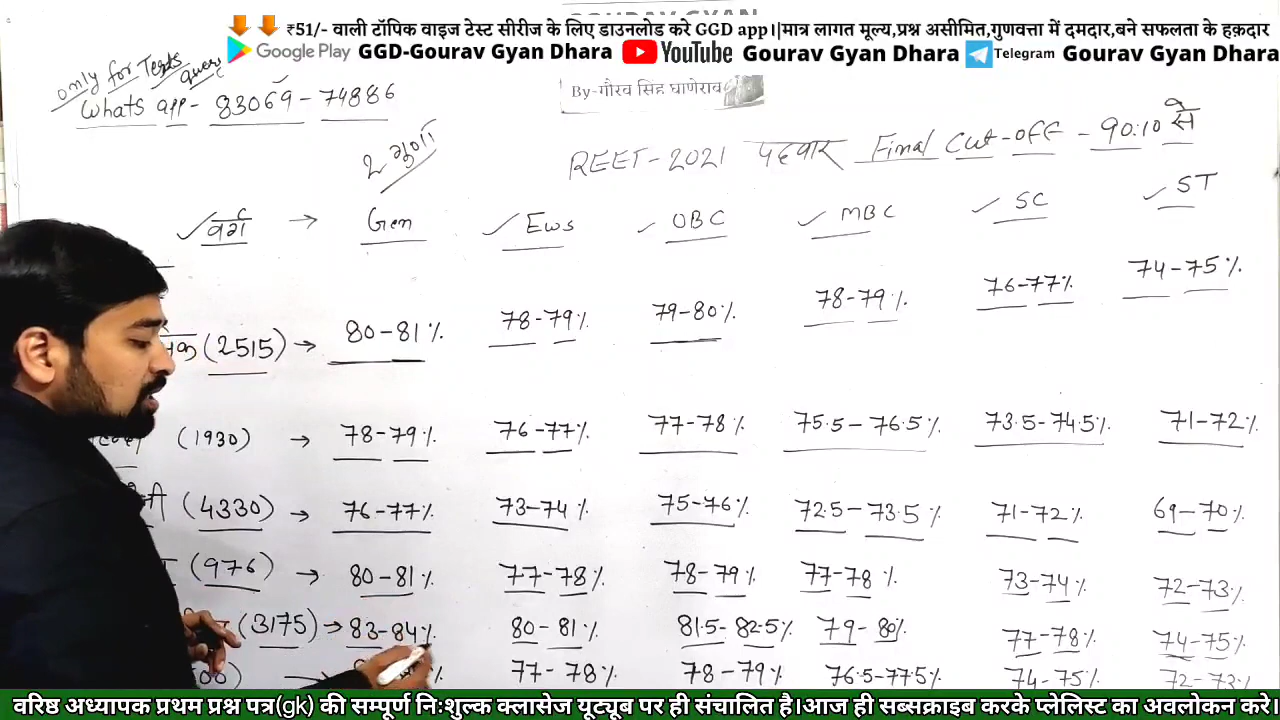 ₹51/- वाली टॉपिक वाइज टेस्ट सीरीज के लिए डाउनलोड करे GGD app||मात्र लागत मूल्य,प्रश्न असीमित,गुणवत्ता में दमदार,बने सफलता के हक़दार
Google Play GGD-Gourav Gyan Dhara YouTube Gourav Gyan Dhara Telegram Gourav Gyan Dhara
only for Tests query
Whats app- 83069-74886
By-गौरव सिंह घाणेराव
2 गुणा
REET-2021 पदवार Final Cut-off - 90:10 से
वर्ग → Gen Ews OBC MBC SC ST
(2515) → 80-81% 78-79% 79-80% 78-79% 76-77% 74-75%
(1930) → 78-79% 76-77% 77-78% 75.5-76.5% 73.5-74.5% 71-72%
(4330) → 76-77% 73-74% 75-76% 72.5-73.5% 71-72% 69-70%
(976) → 80-81% 77-78% 78-79% 77-78% 73-74% 72-73%
(3175) → 83-84% 80-81% 81.5-82.5% 79-80% 77-78% 74-75%
77-78% 78-79% 76.5-77.5% 74-75% 72-73%
वरिष्ठ अध्यापक प्रथम प्रश्न पत्र(gk) की सम्पूर्ण निःशुल्क क्लासेज यूट्यूब पर ही संचालित है।आज ही सब्सक्राइब करके प्लेलिस्ट का अवलोकन करे।